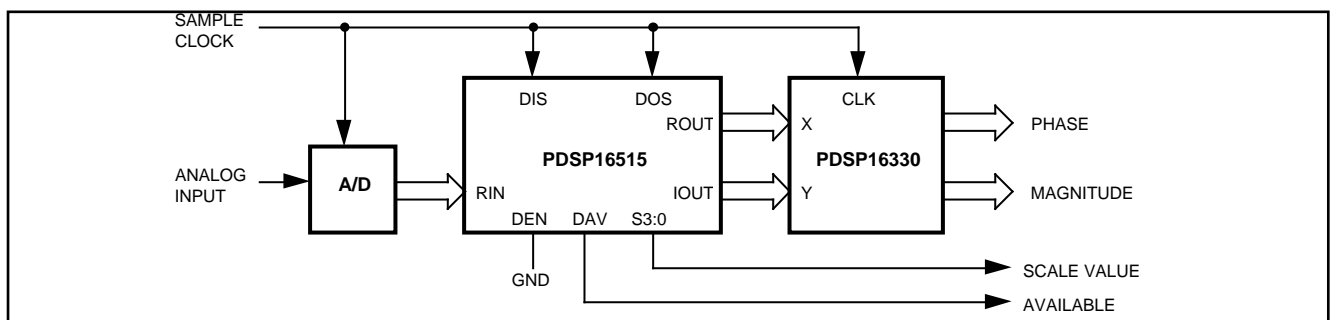 SAMPLE
CLOCK
DIS
DOS
CLK
ROUT
X
PHASE
PDSP16515
PDSP16330
ANALOG
INPUT
A/D
RIN
IOUT
Y
MAGNITUDE
DEN
DAV
S3:0
GND
SCALE VALUE
AVAILABLE